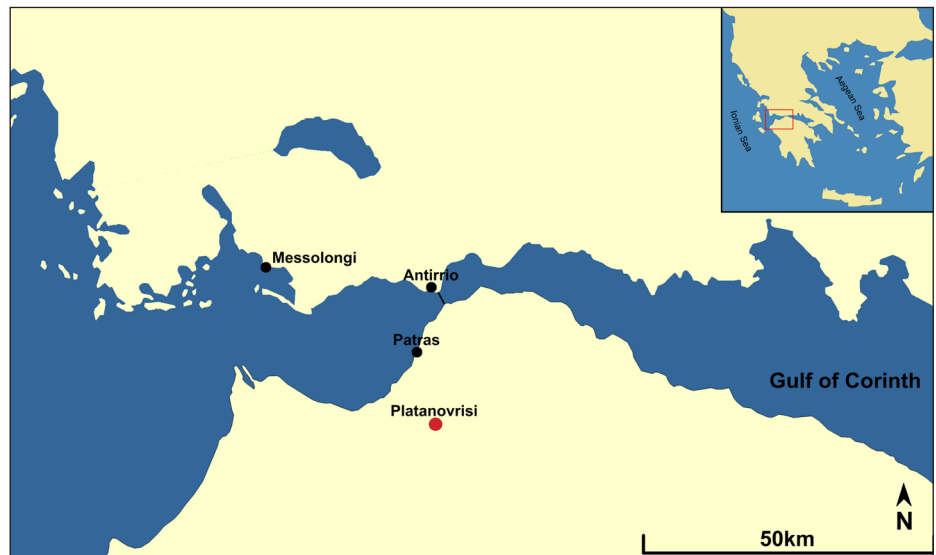 Aegean Sea
Ionian Sea
Messolongi
Antirrio
Patras
Gulf of Corinth
Platanovrisi
N
50km